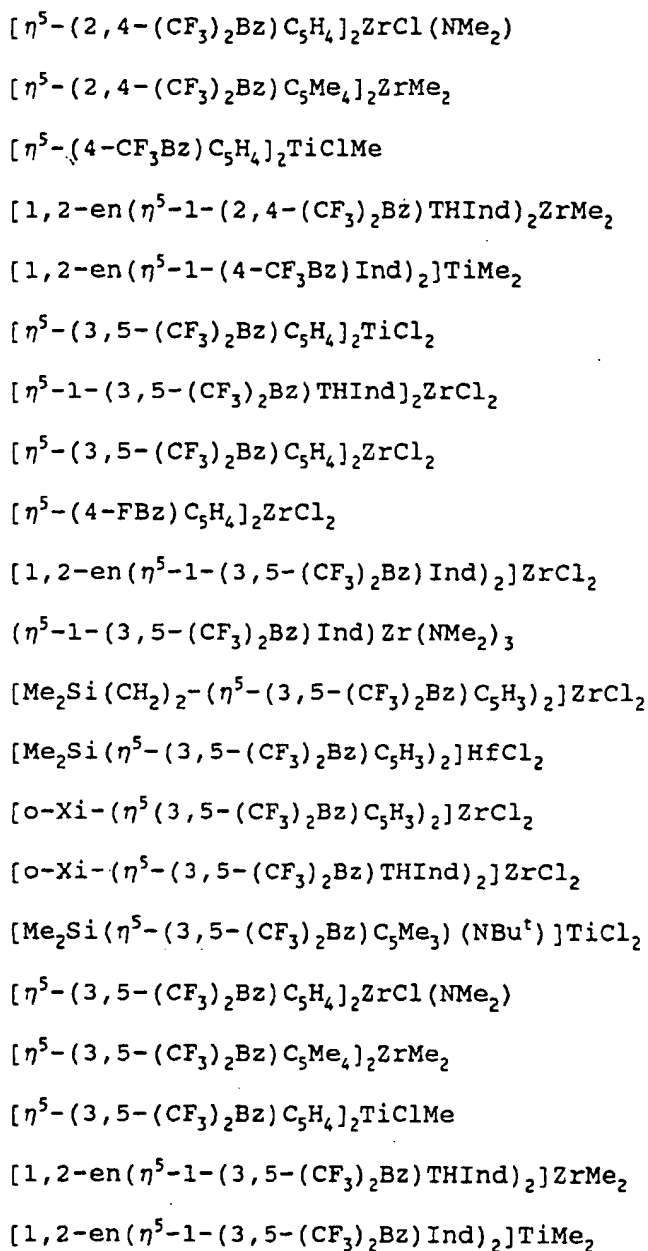 [η⁵-(2,4-(CF₃)₂Bz)C₅H₄]₂ZrCl(NMe₂)
[η⁵-(2,4-(CF₃)₂Bz)C₅Me₄]₂ZrMe₂
[η⁵-(4-CF₃Bz)C₅H₄]₂TiClMe
[1,2-en(η⁵-1-(2,4-(CF₃)₂Bz)THInd)₂ZrMe₂
[1,2-en(η⁵-1-(4-CF₃Bz)Ind)₂]TiMe₂
[η⁵-(3,5-(CF₃)₂Bz)C₅H₄]₂TiCl₂
[η⁵-1-(3,5-(CF₃)₂Bz)THInd]₂ZrCl₂
[η⁵-(3,5-(CF₃)₂Bz)C₅H₄]₂ZrCl₂
[η⁵-(4-FBz)C₅H₄]₂ZrCl₂
[1,2-en(η⁵-1-(3,5-(CF₃)₂Bz)Ind)₂]ZrCl₂
(η⁵-1-(3,5-(CF₃)₂Bz)Ind)Zr(NMe₂)₃
[Me₂Si(CH₂)₂-(η⁵-(3,5-(CF₃)₂Bz)C₅H₃)₂]ZrCl₂
[Me₂Si(η⁵-(3,5-(CF₃)₂Bz)C₅H₃)₂]HfCl₂
[o-Xi-(η⁵(3,5-(CF₃)₂Bz)C₅H₃)₂]ZrCl₂
[o-Xi-(η⁵-(3,5-(CF₃)₂Bz)THInd)₂]ZrCl₂
[Me₂Si(η⁵-(3,5-(CF₃)₂Bz)C₅Me₃)(NBuᵗ)]TiCl₂
[η⁵-(3,5-(CF₃)₂Bz)C₅H₄]₂ZrCl(NMe₂)
[η⁵-(3,5-(CF₃)₂Bz)C₅Me₄]₂ZrMe₂
[η⁵-(3,5-(CF₃)₂Bz)C₅H₄]₂TiClMe
[1,2-en(η⁵-1-(3,5-(CF₃)₂Bz)THInd)₂]ZrMe₂
[1,2-en(η⁵-1-(3,5-(CF₃)₂Bz)Ind)₂]TiMe₂